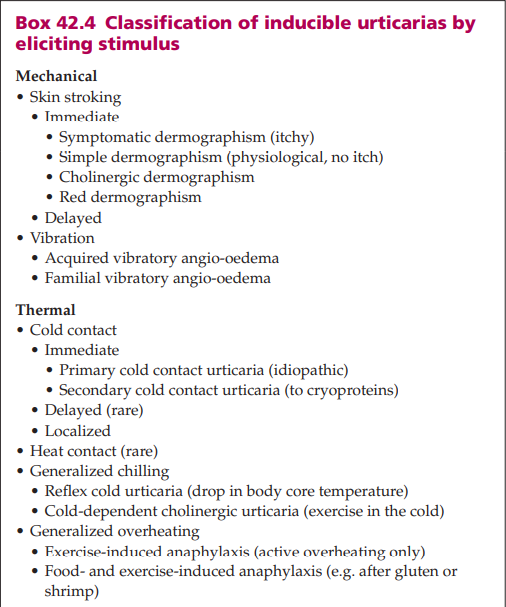 Box 42.4 Classification of inducible urticarias by
eliciting stimulus
Mechanical
• Skin stroking
• Immediate
• Symptomatic dermographism (itchy)
• Simple dermographism (physiological, no itch)
• Cholinergic dermographism
• Red dermographism
• Delayed
• Vibration
• Acquired vibratory angio-oedema
• Familial vibratory angio-oedema
Thermal
• Cold contact
• Immediate
• Primary cold contact urticaria (idiopathic)
• Secondary cold contact urticaria (to cryoproteins)
• Delayed (rare)
• Localized
• Heat contact (rare)
• Generalized chilling
• Reflex cold urticaria (drop in body core temperature)
• Cold-dependent cholinergic urticaria (exercise in the cold)
• Generalized overheating
• Exercise-induced anaphylaxis (active overheating only)
• Food- and exercise-induced anaphylaxis (e.g. after gluten or
shrimp)